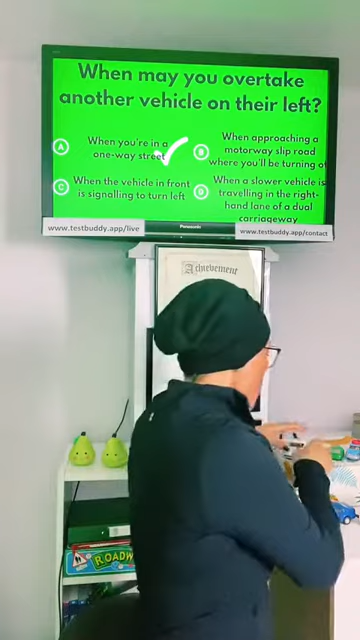 When may you overtake
another vehicle on their left?
A
When you're in a
one-way street
B
When approaching a
motorway slip road
where you'll be turning of
C
When the vehicle in front
is signalling to turn left
D
When a slower vehicle is
travelling in the right-
hand lane of a dual
carriageway
www.testbuddy.app/live
Panasonic
www.testbuddy.app/contact
Achievement
ROADW